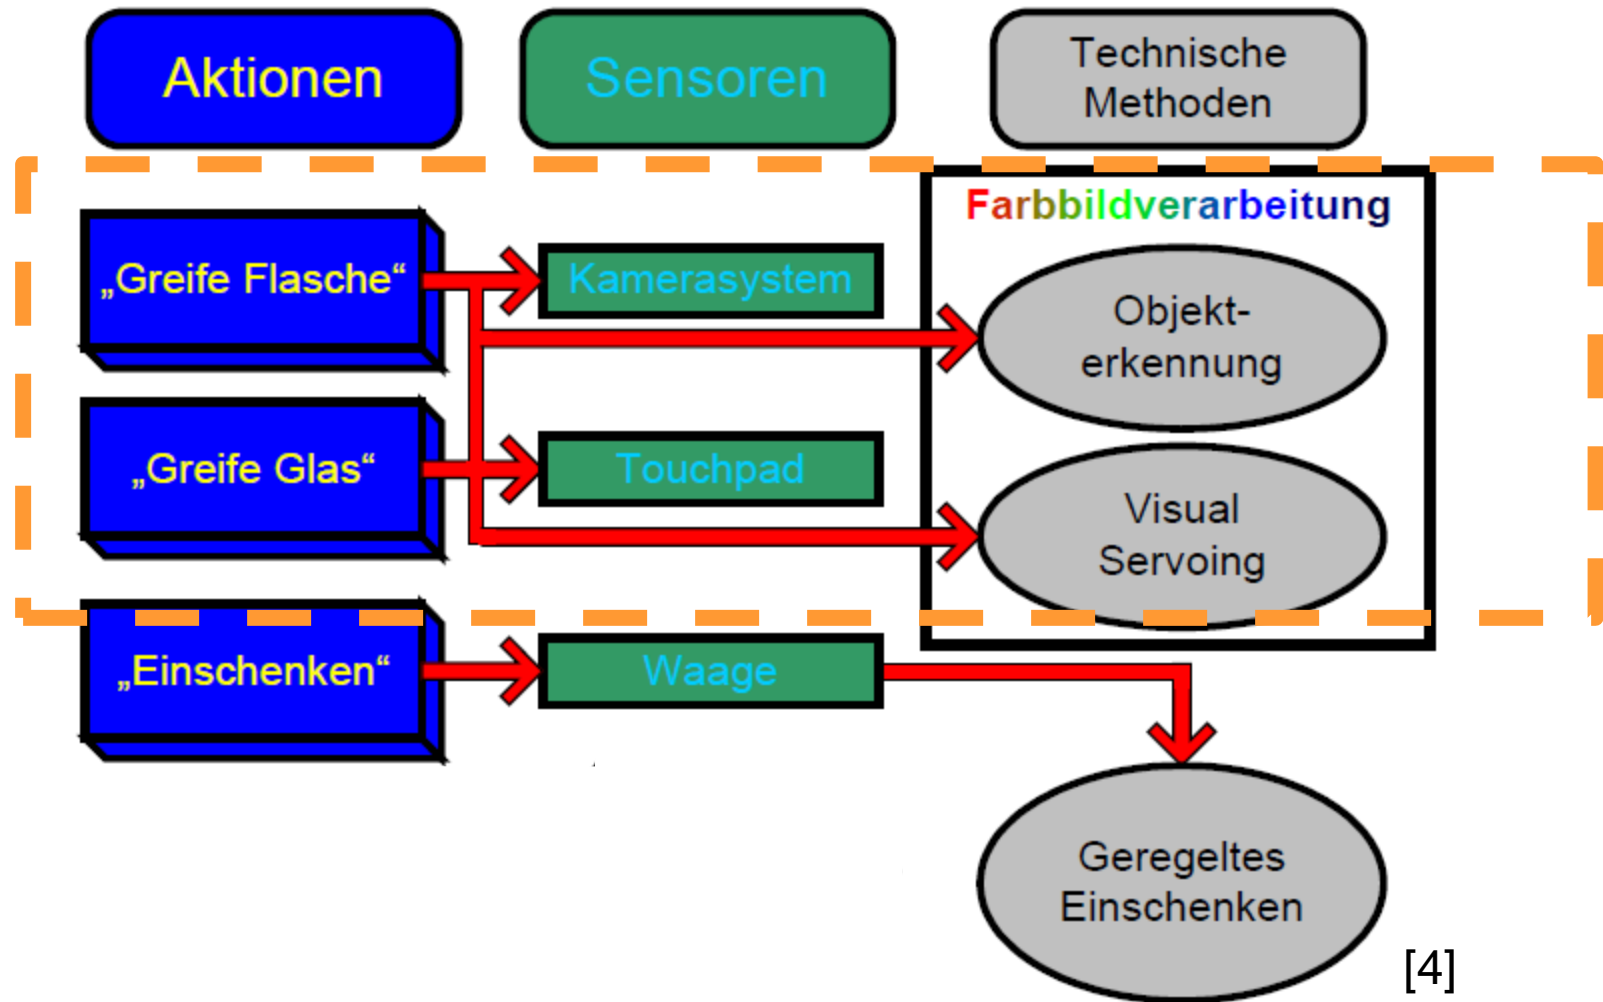 Aktionen
Sensoren
Technische
Methoden
Farbbildverarbeitung
„Greife Flasche“
Kamerasystem
Objekt-
erkennung
„Greife Glas“
Touchpad
Visual
Servoing
„Einschenken“
Waage
Geregeltes
Einschenken
[4]